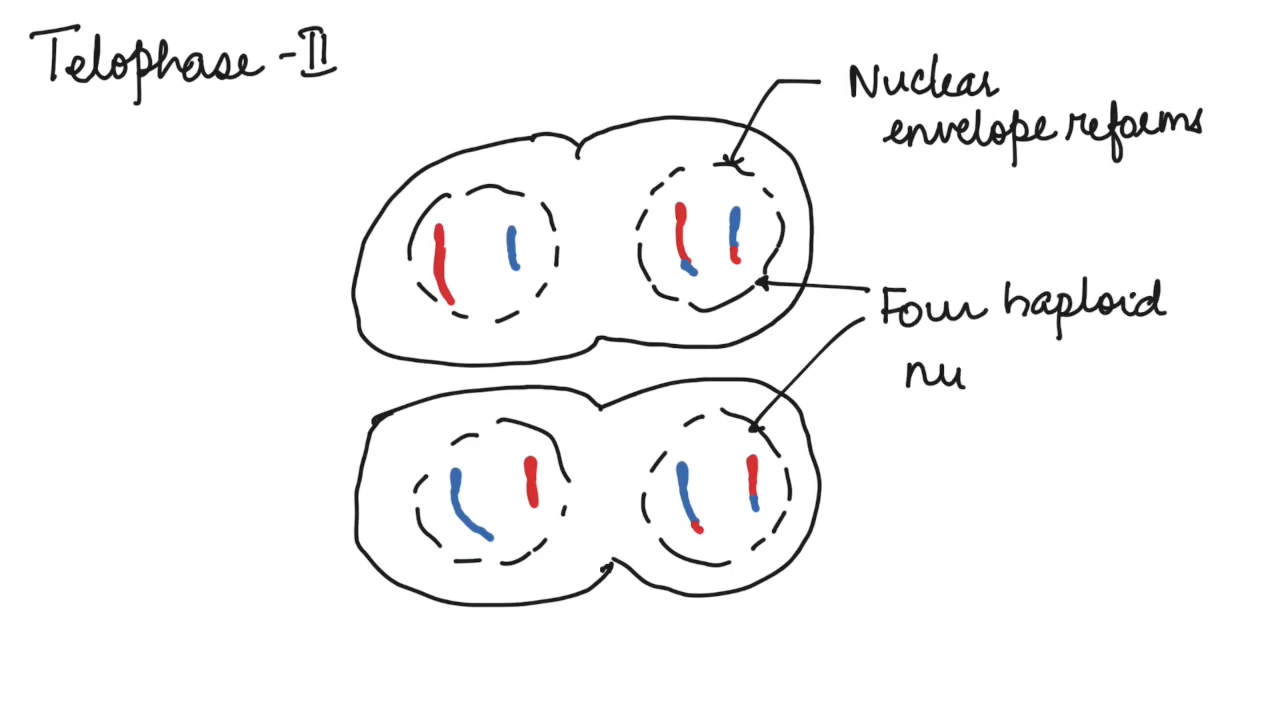 Telophase - II
Nuclear
envelope reforms
Four haploid
nu